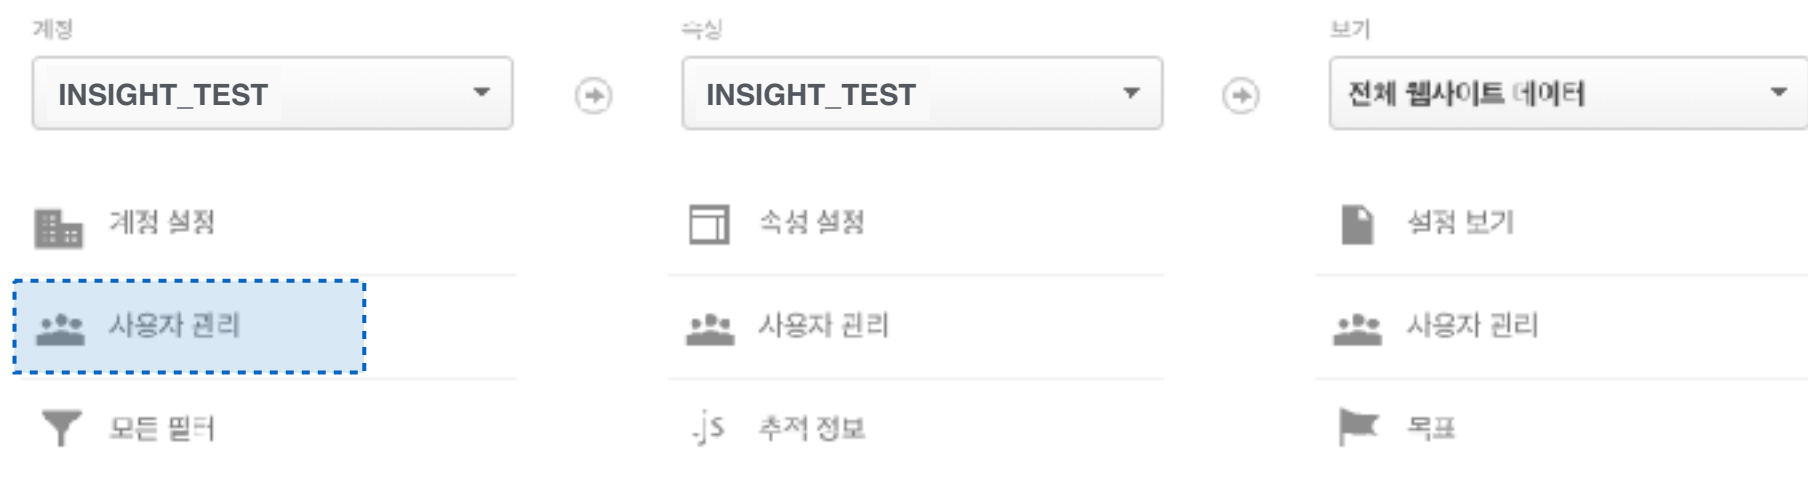 계정
속성
보기
INSIGHT_TEST
INSIGHT_TEST
전체 웹사이트 데이터
계정 설정
속성 설정
설정 보기
사용자 관리
사용자 관리
사용자 관리
모든 필터
.js 추적 정보
목표